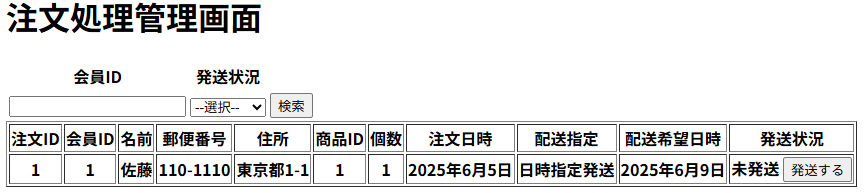 注文処理管理画面
会員ID 発送状況
--選択-- 検索
注文ID 会員ID 名前 郵便番号 住所 商品ID 個数 注文日時 配送指定 配送希望日時 発送状況
1 1 佐藤 110-1110 東京都1-1 1 1 2025年6月5日 日時指定発送 2025年6月9日 未発送 発送する